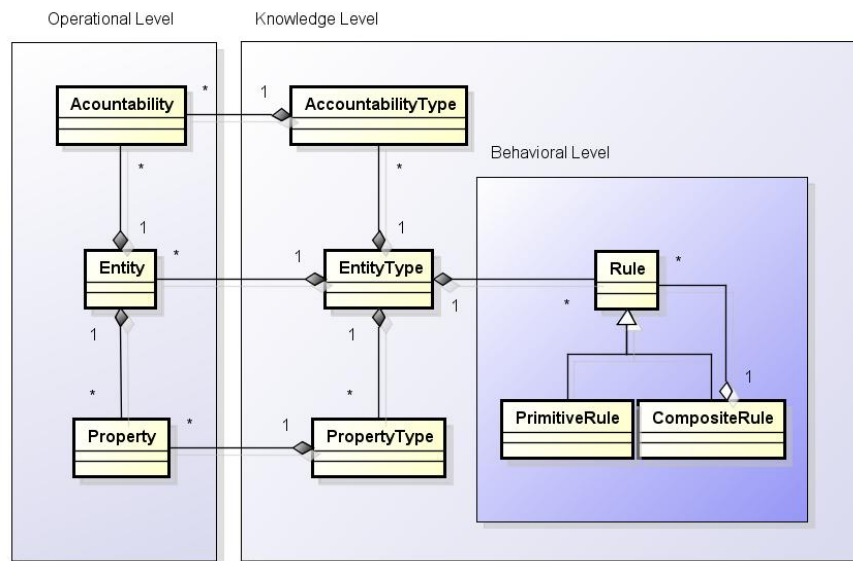 Operational Level
Knowledge Level
Acountability
*
1
AccountabilityType
*
*
Behavioral Level
1
1
Entity
*
1
EntityType
1
*
Rule
*
1
1
1
*
*
Property
*
1
PropertyType
PrimitiveRule
CompositeRule